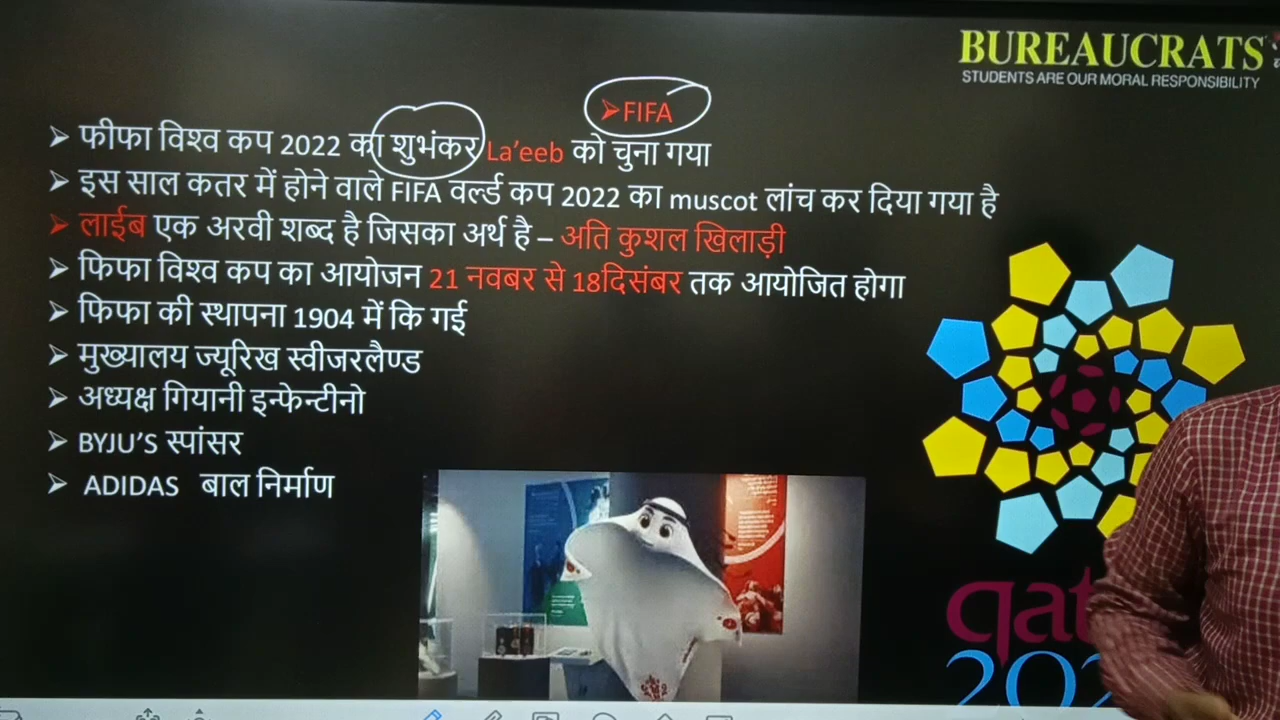 BUREAUCRATS
STUDENTS ARE OUR MORAL RESPONSIBILITY
➢FIFA
➢ फीफा विश्व कप 2022 का शुभंकर La’eeb को चुना गया
➢ इस साल कतर में होने वाले FIFA वर्ल्ड कप 2022 का muscot लांच कर दिया गया है
➢ लाईब एक अरवी शब्द है जिसका अर्थ है – अति कुशल खिलाड़ी
➢ फिफा विश्व कप का आयोजन 21 नवबर से 18दिसंबर तक आयोजित होगा
➢ फिफा की स्थापना 1904 में कि गई
➢ मुख्यालय ज्यूरिख स्वीजरलैण्ड
➢ अध्यक्ष गियानी इन्फेन्टीनो
➢ BYJU’S स्पांसर
➢ ADIDAS बाल निर्माण
qat
202